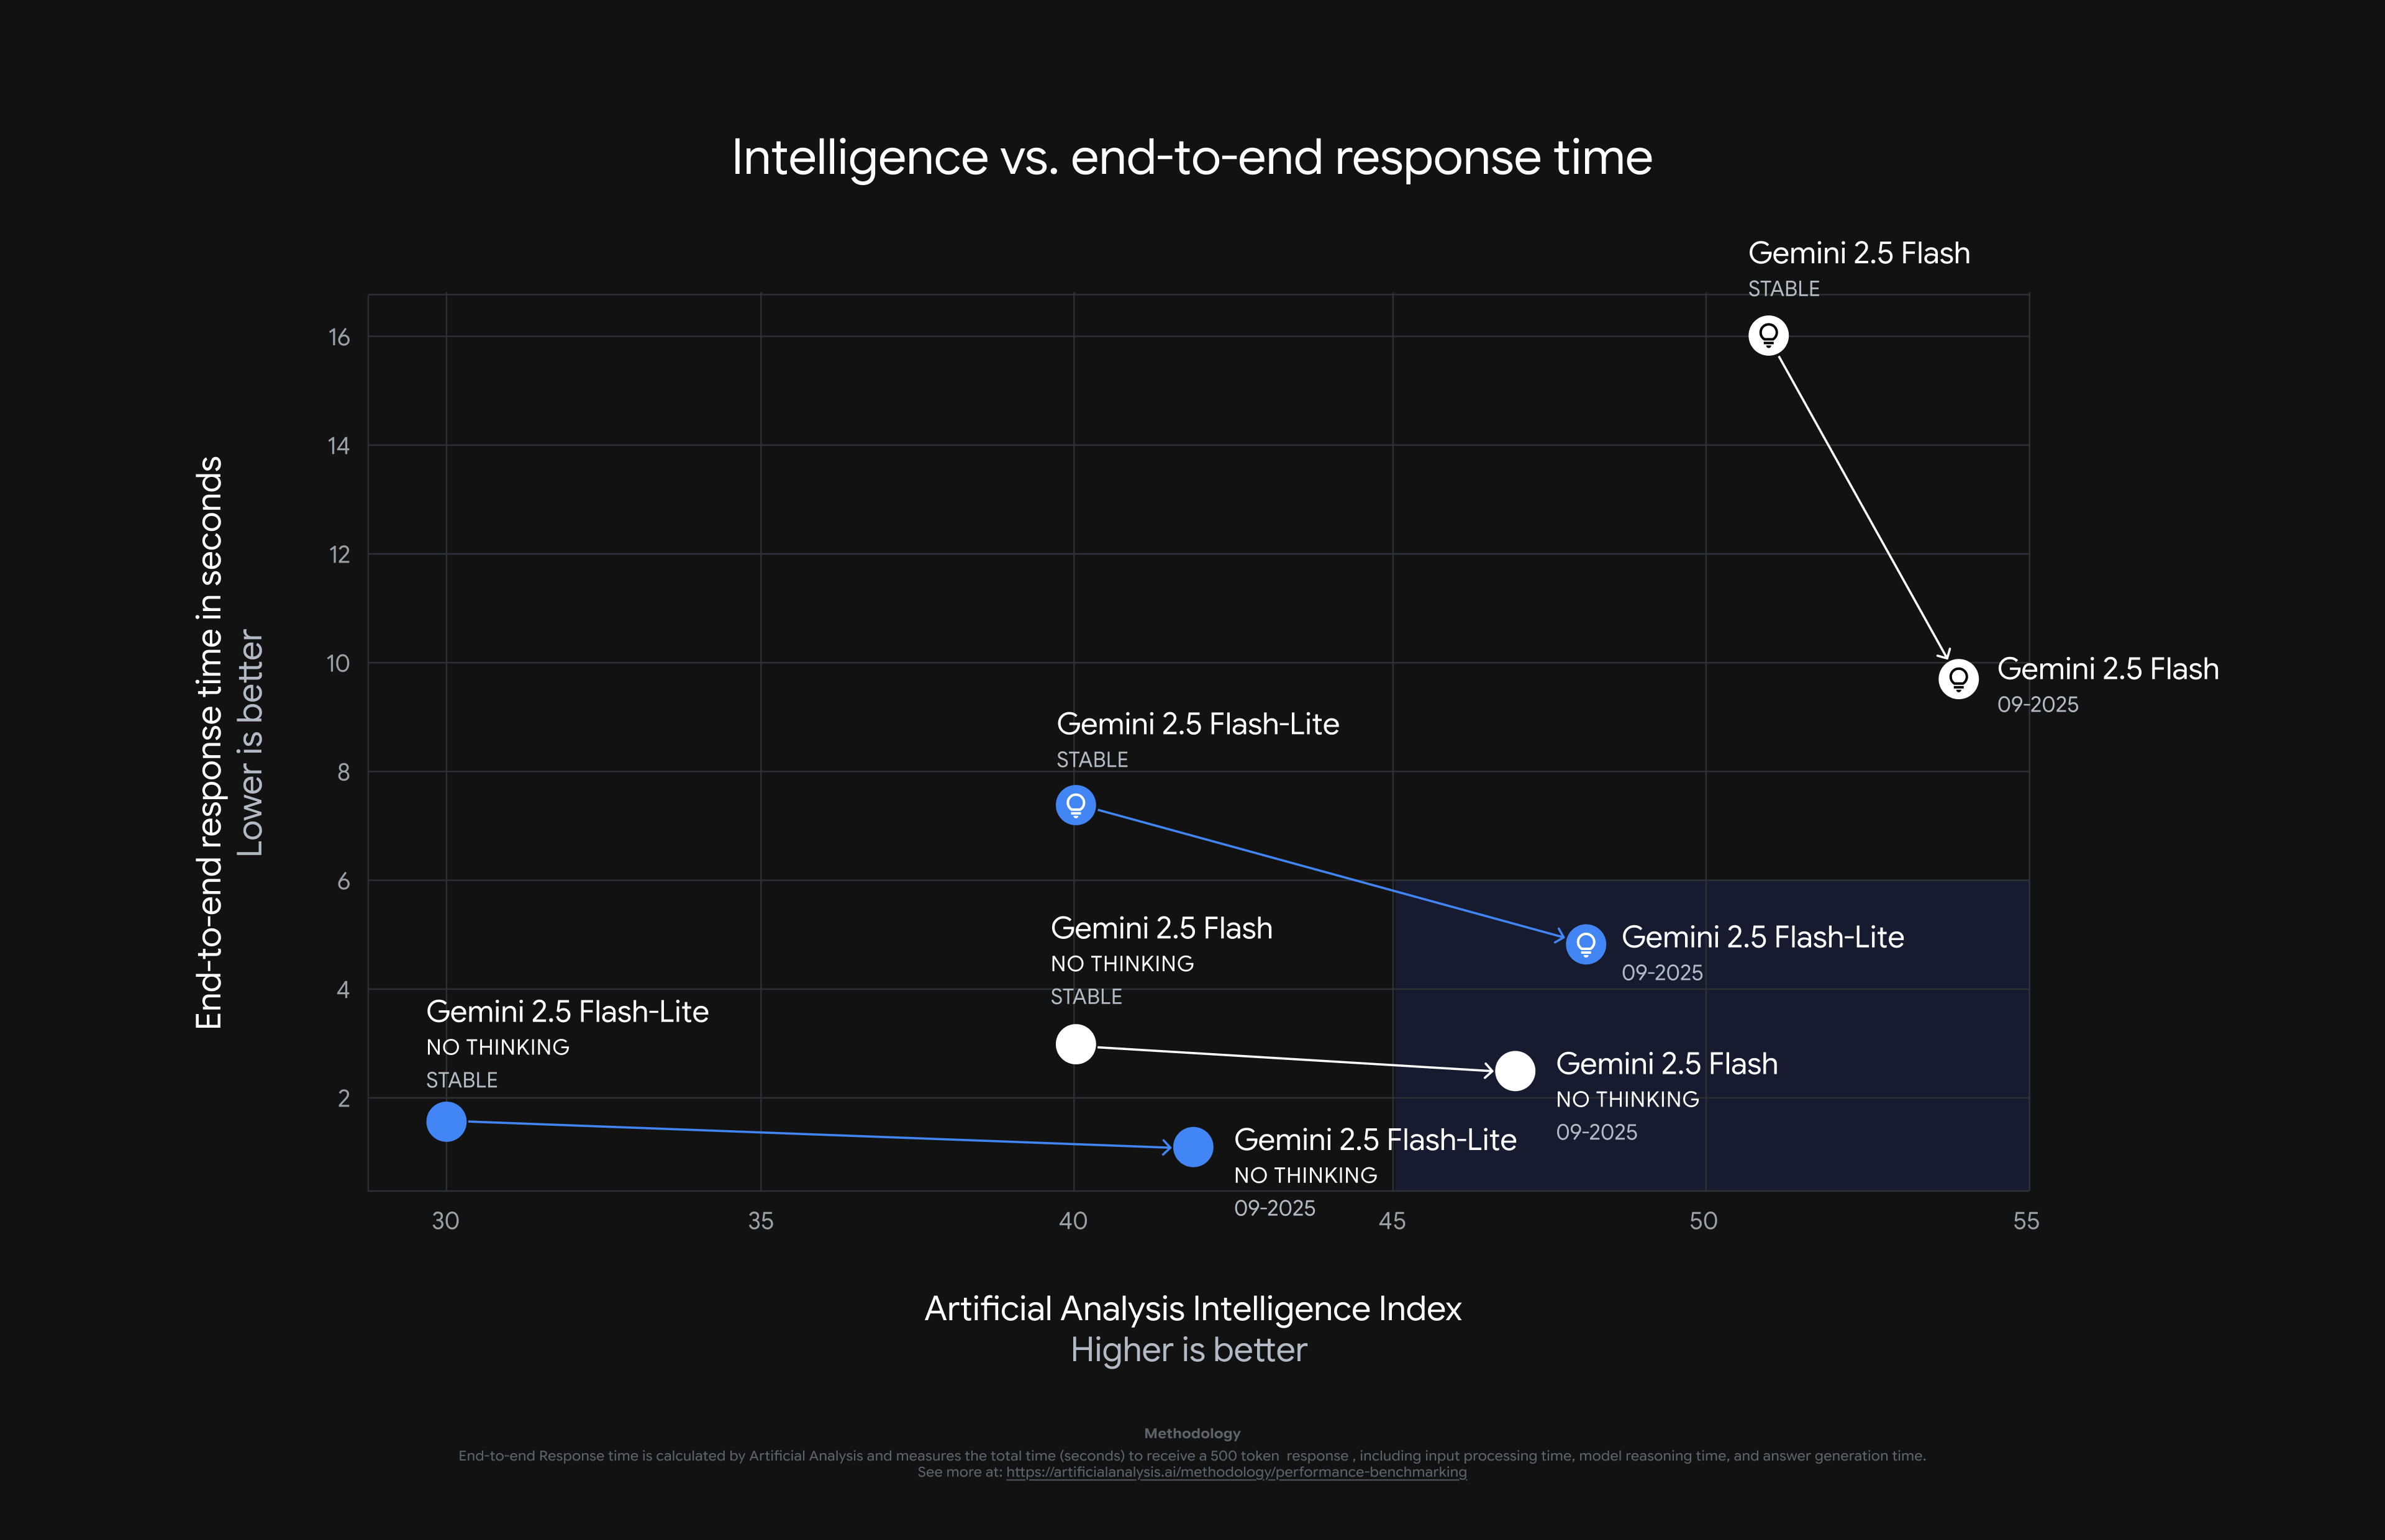 Intelligence vs. end-to-end response time
Gemini 2.5 Flash
STABLE
16
14
12
10
8
6
4
2
End-to-end response time in seconds
Lower is better
Gemini 2.5 Flash
09-2025
Gemini 2.5 Flash-Lite
STABLE
Gemini 2.5 Flash
NO THINKING
STABLE
Gemini 2.5 Flash-Lite
09-2025
Gemini 2.5 Flash-Lite
NO THINKING
STABLE
Gemini 2.5 Flash
NO THINKING
09-2025
Gemini 2.5 Flash-Lite
NO THINKING
09-2025
30
35
40
45
50
55
Artificial Analysis Intelligence Index
Higher is better
Methodology
End-to-end Response time is calculated by Artificial Analysis and measures the total time (seconds) to receive a 500 token  response , including input processing time, model reasoning time, and answer generation time.
See more at: https://artificialanalysis.ai/methodology/performance-benchmarking